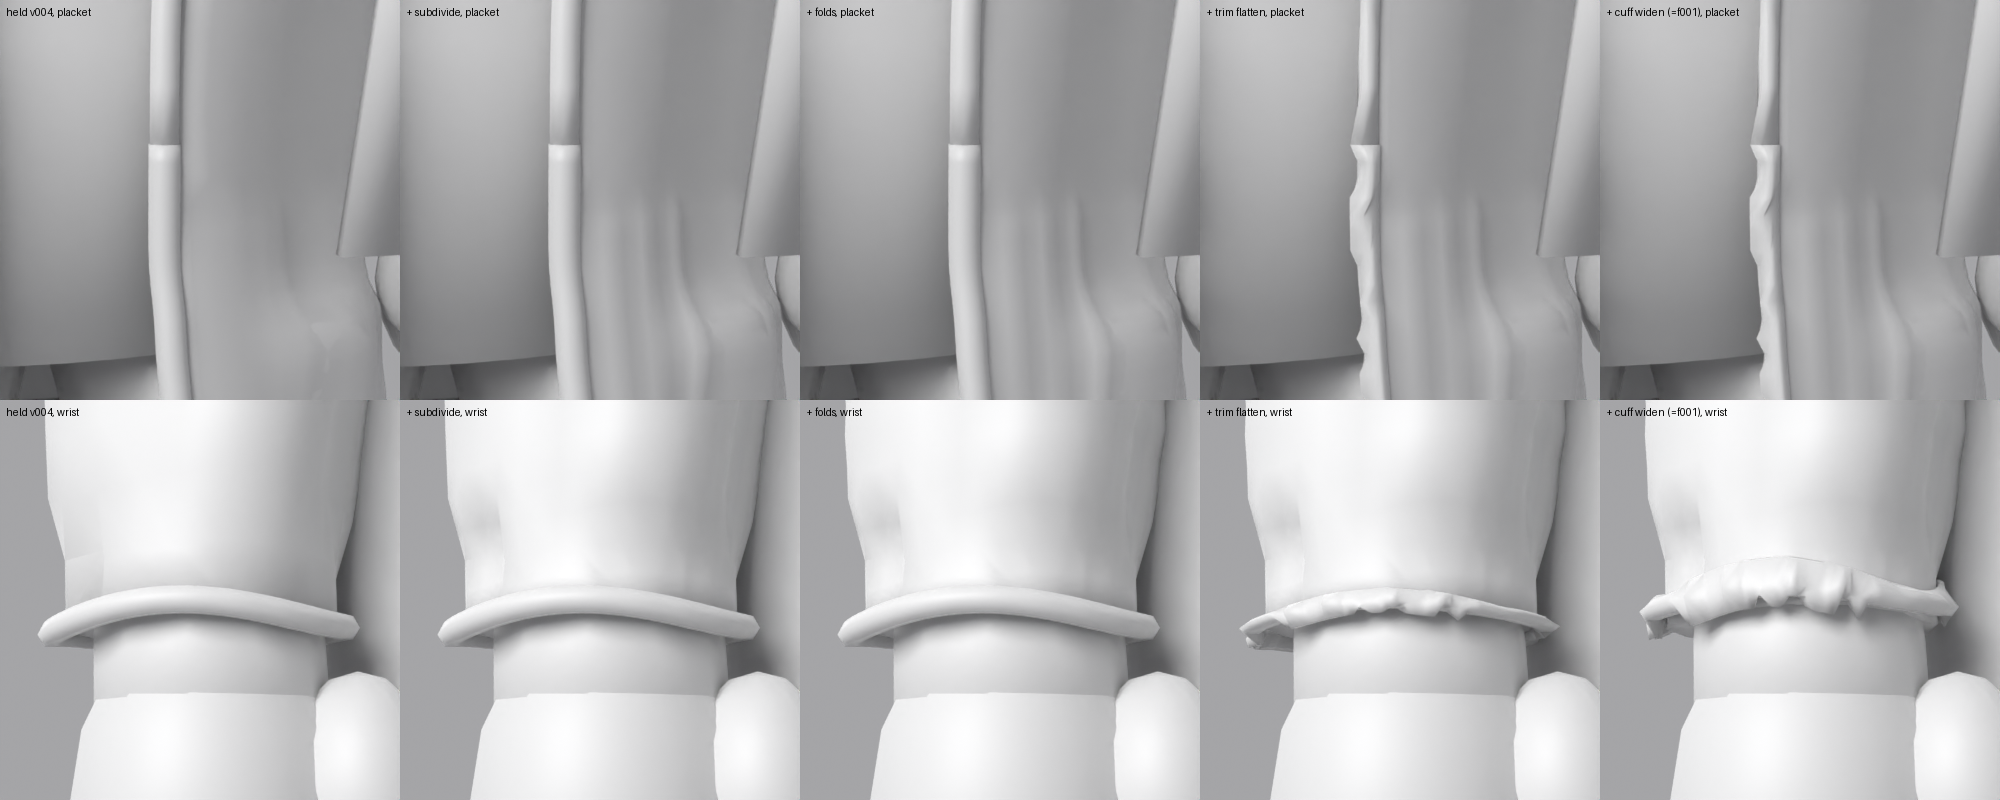 held v004, placket
+ subdivide, placket
+ folds, placket
+ trim flatten, placket
+ cuff widen (=f001), placket
held v004, wrist
+ subdivide, wrist
+ folds, wrist
+ trim flatten, wrist
+ cuff widen (=f001), wrist